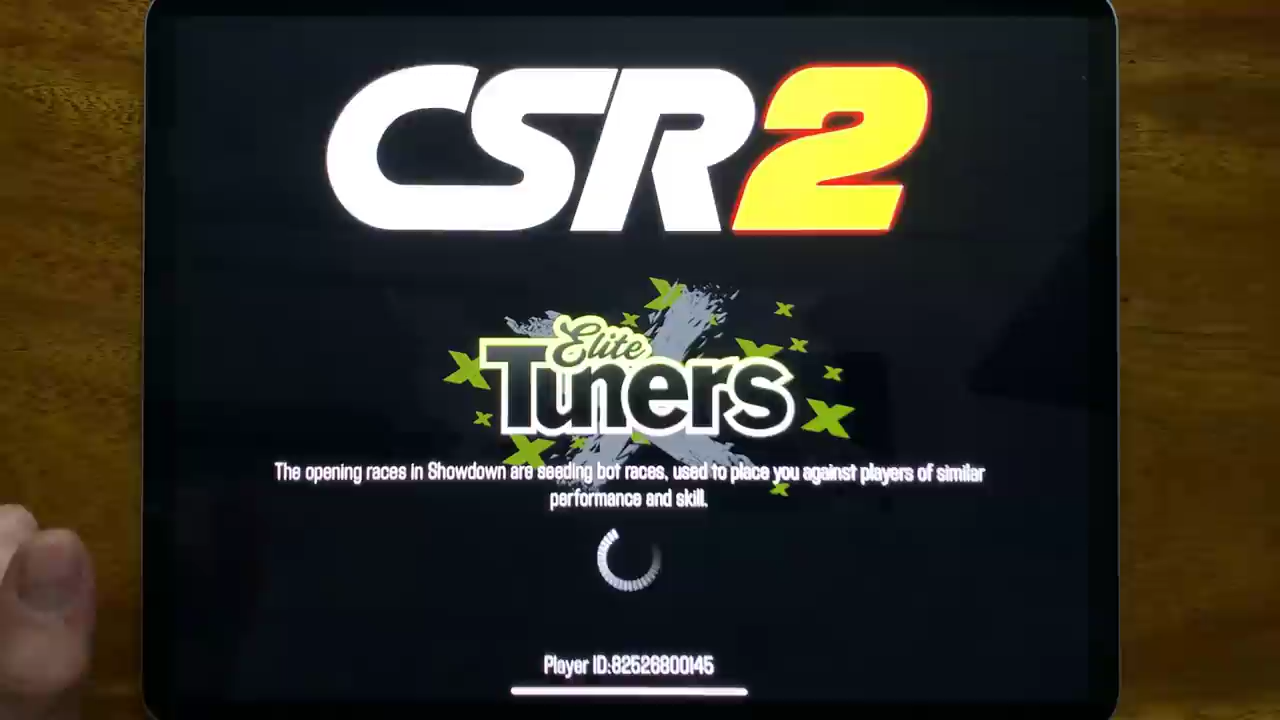 CSR2
Elite
Tuners
The opening races in Showdown are seeding bot races, used to place you against players of similar
performance and skill.
Player ID:82526800145